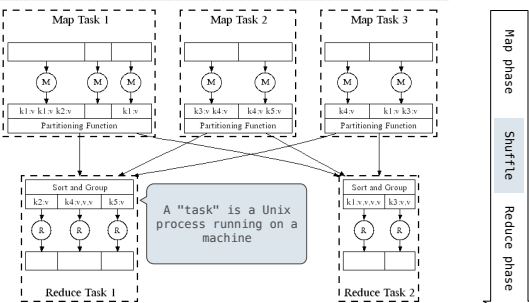 Map Task 1
Map Task 2
Map Task 3
M
M
M
M
M
M
M
k1:v k1:v k2:v
k1:v
k3:v k4:v
k4:v k5:v
k4:v
k1:v k3:v
Partitioning Function
Partitioning Function
Partitioning Function
Sort and Group
Sort and Group
k2:v
k4:v,v,v
k5:v
k1:v,v,v,v
k3:v,v
R
R
R
R
R
Reduce Task 1
Reduce Task 2
A "task" is a Unix
process running on a
machine
Map phase
Shuffle
Reduce phase